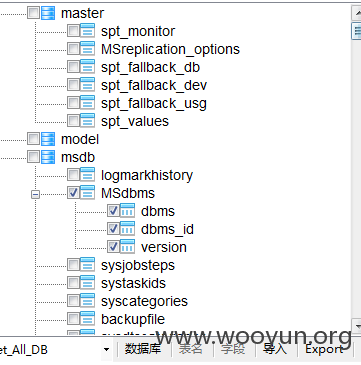 master
spt_monitor
MSreplication_options
spt_fallback_db
spt_fallback_dev
spt_fallback_usg
spt_values
model
msdb
logmarkhistory
MSdbms
dbms
dbms_id
version
sysjobsteps
systaskids
syscategories
backupfile
www.wooyun.org
et_All_DB 数据库 表名 字段 导入 Export